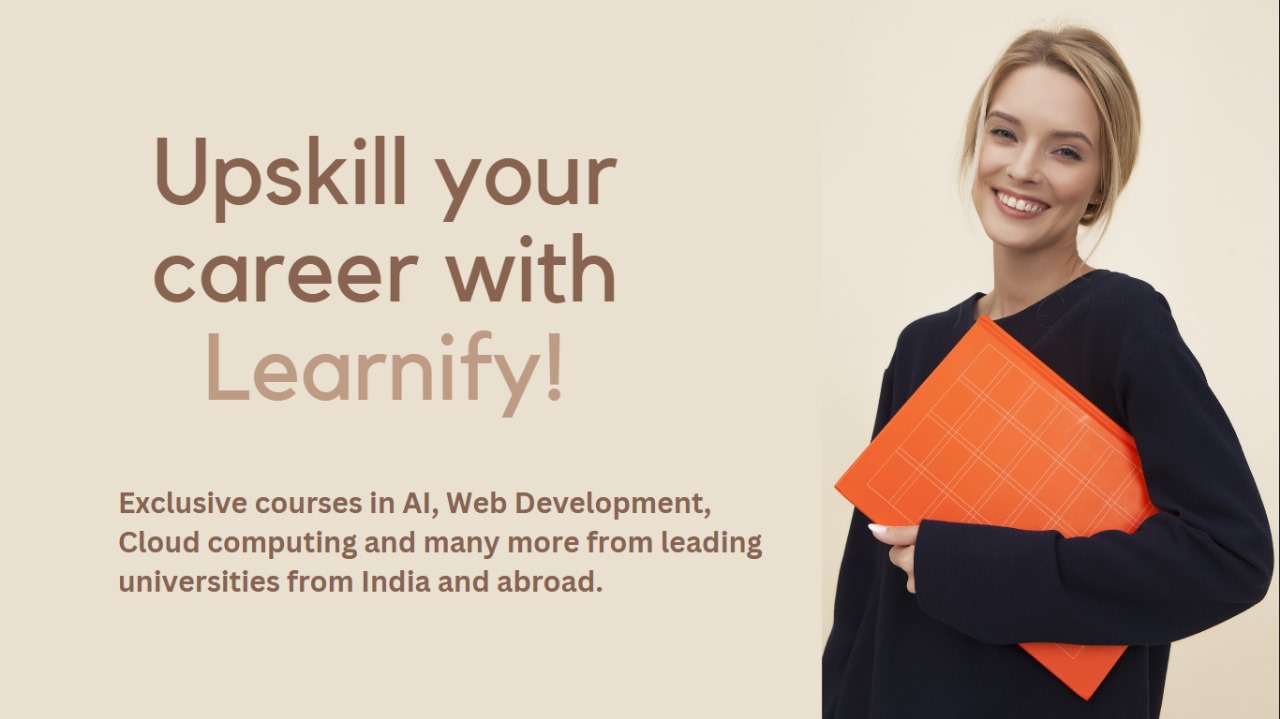 Upskill your
career with
Learnify!
Exclusive courses in AI, Web Development,
Cloud computing and many more from leading
universities from India and abroad.